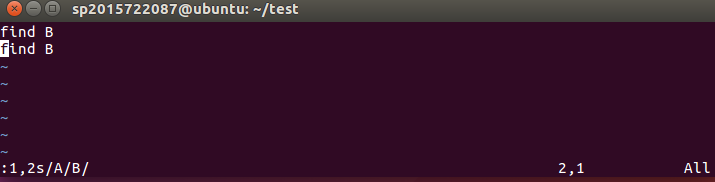 sp2015722087@ubuntu: ~/test
find B
find B
~
~
~
~
~
~
:1,2s/A/B/ 2,1 All